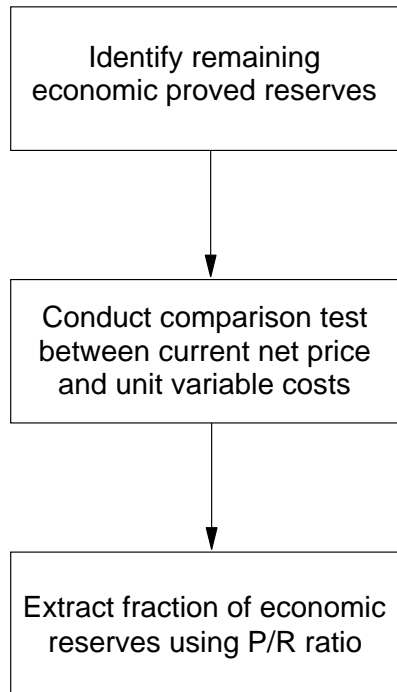 Identify remaining
economic proved reserves
Conduct comparison test
between current net price
and unit variable costs
Extract fraction of economic
reserves using P/R ratio